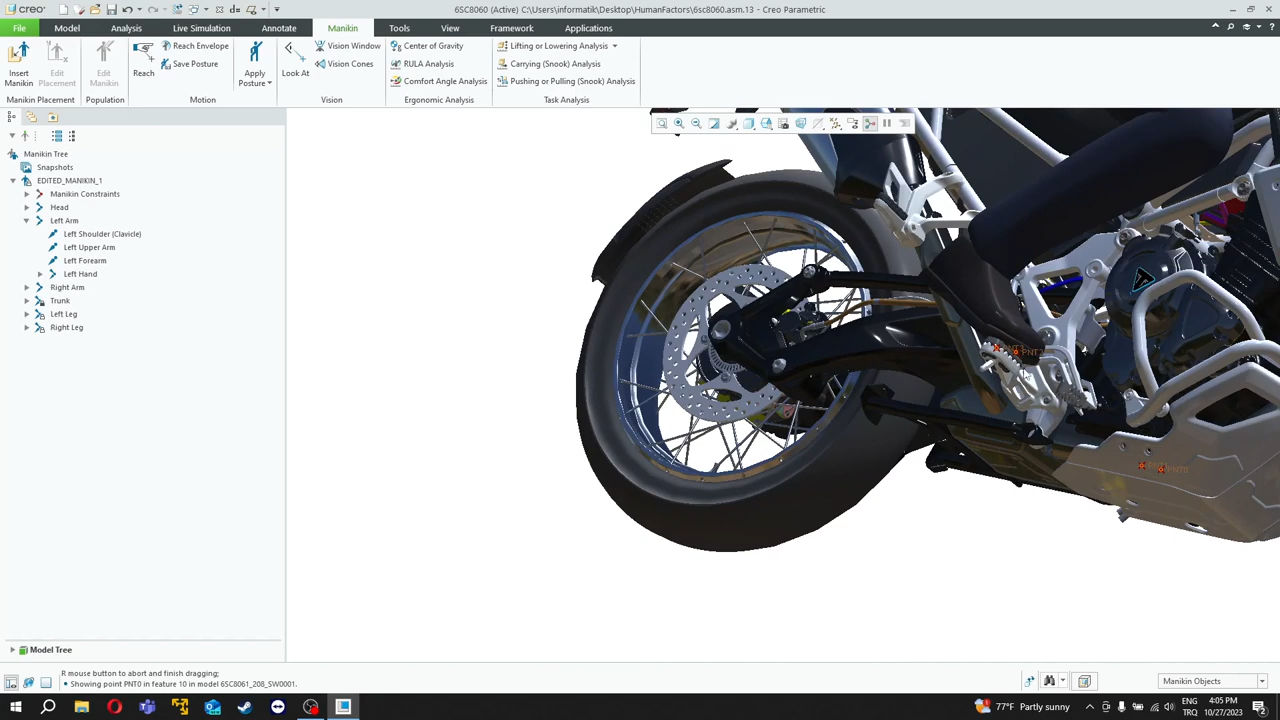 creo
6SC8060 (Active) C:\Users\informatik\Desktop\HumanFactors\6sc8060.asm.13 - Creo Parametric
File Model Analysis Live Simulation Annotate Manikin Tools View Framework Applications
Insert Manikin
Edit Placement
Manikin Placement
Edit Manikin
Population
Reach
Reach Envelope
Save Posture
Apply Posture
Motion
Look At
Vision Window
Vision Cones
Vision
Center of Gravity
RULA Analysis
Comfort Angle Analysis
Ergonomic Analysis
Lifting or Lowering Analysis
Carrying (Snook) Analysis
Pushing or Pulling (Snook) Analysis
Task Analysis
Manikin Tree
Snapshots
EDITED_MANIKIN_1
Manikin Constraints
Head
Left Arm
Left Shoulder (Clavicle)
Left Upper Arm
Left Forearm
Left Hand
Right Arm
Trunk
Left Leg
Right Leg
PNT0
Model Tree
R mouse button to abort and finish dragging;
• Showing point PNT0 in feature 10 in model 6SC8061_208_SW0001.
Manikin Objects
77°F Partly sunny
ENG
TRQ
4:05 PM
10/27/2023
2